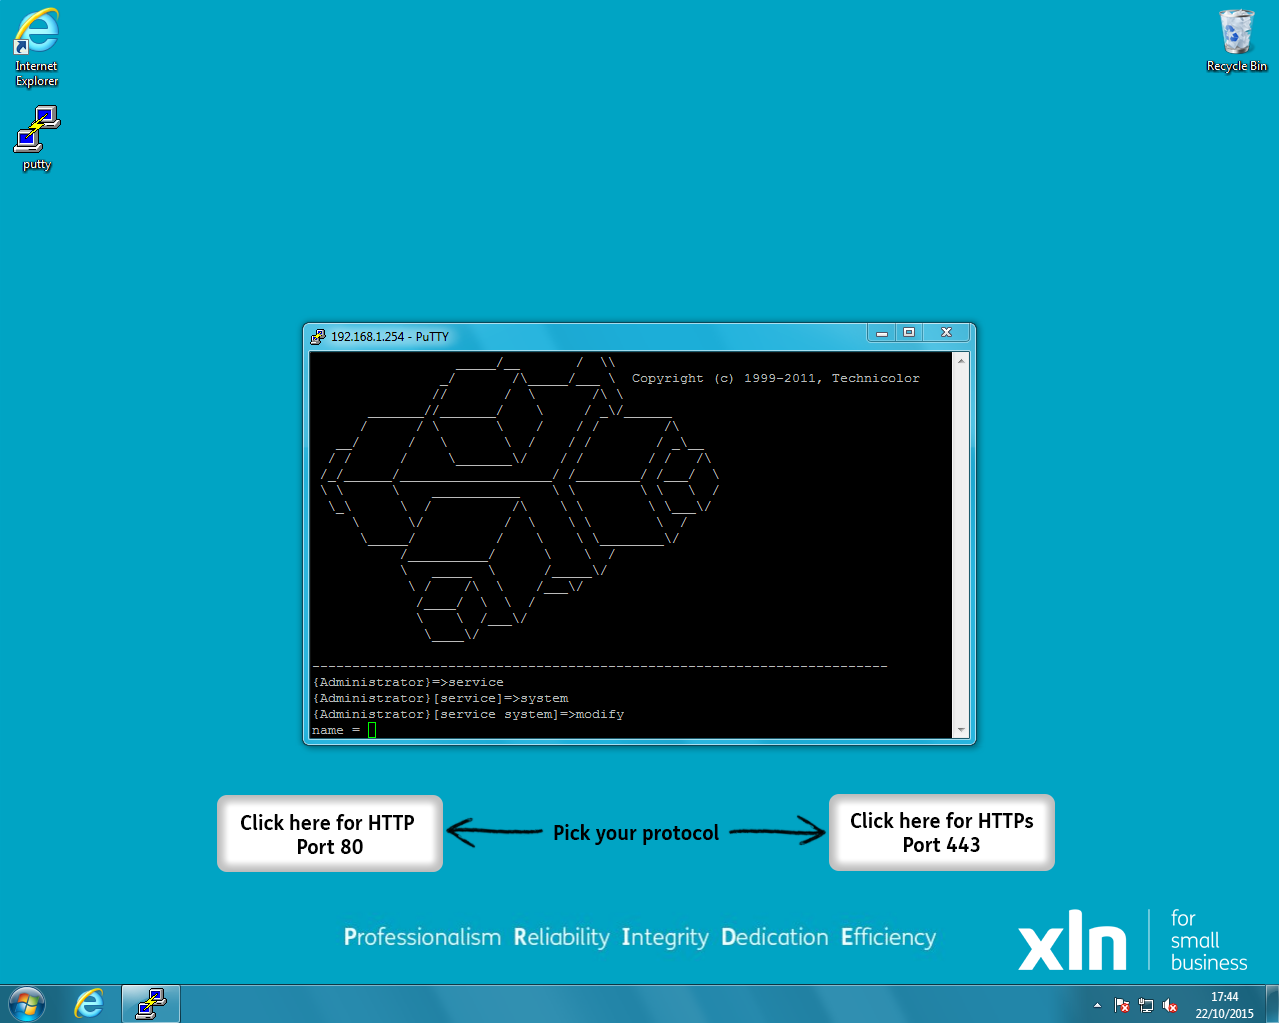 Internet
Explorer
putty
Recycle Bin
192.168.1.254 - PuTTY
Copyright (c) 1999-2011, Technicolor
{Administrator}=>service
{Administrator}[service]=>system
{Administrator}[service system]=>modify
name =
Click here for HTTP
Port 80
Pick your protocol
Click here for HTTPs
Port 443
Professionalism Reliability Integrity Dedication Efficiency
xln
for
small
business
17:44
22/10/2015